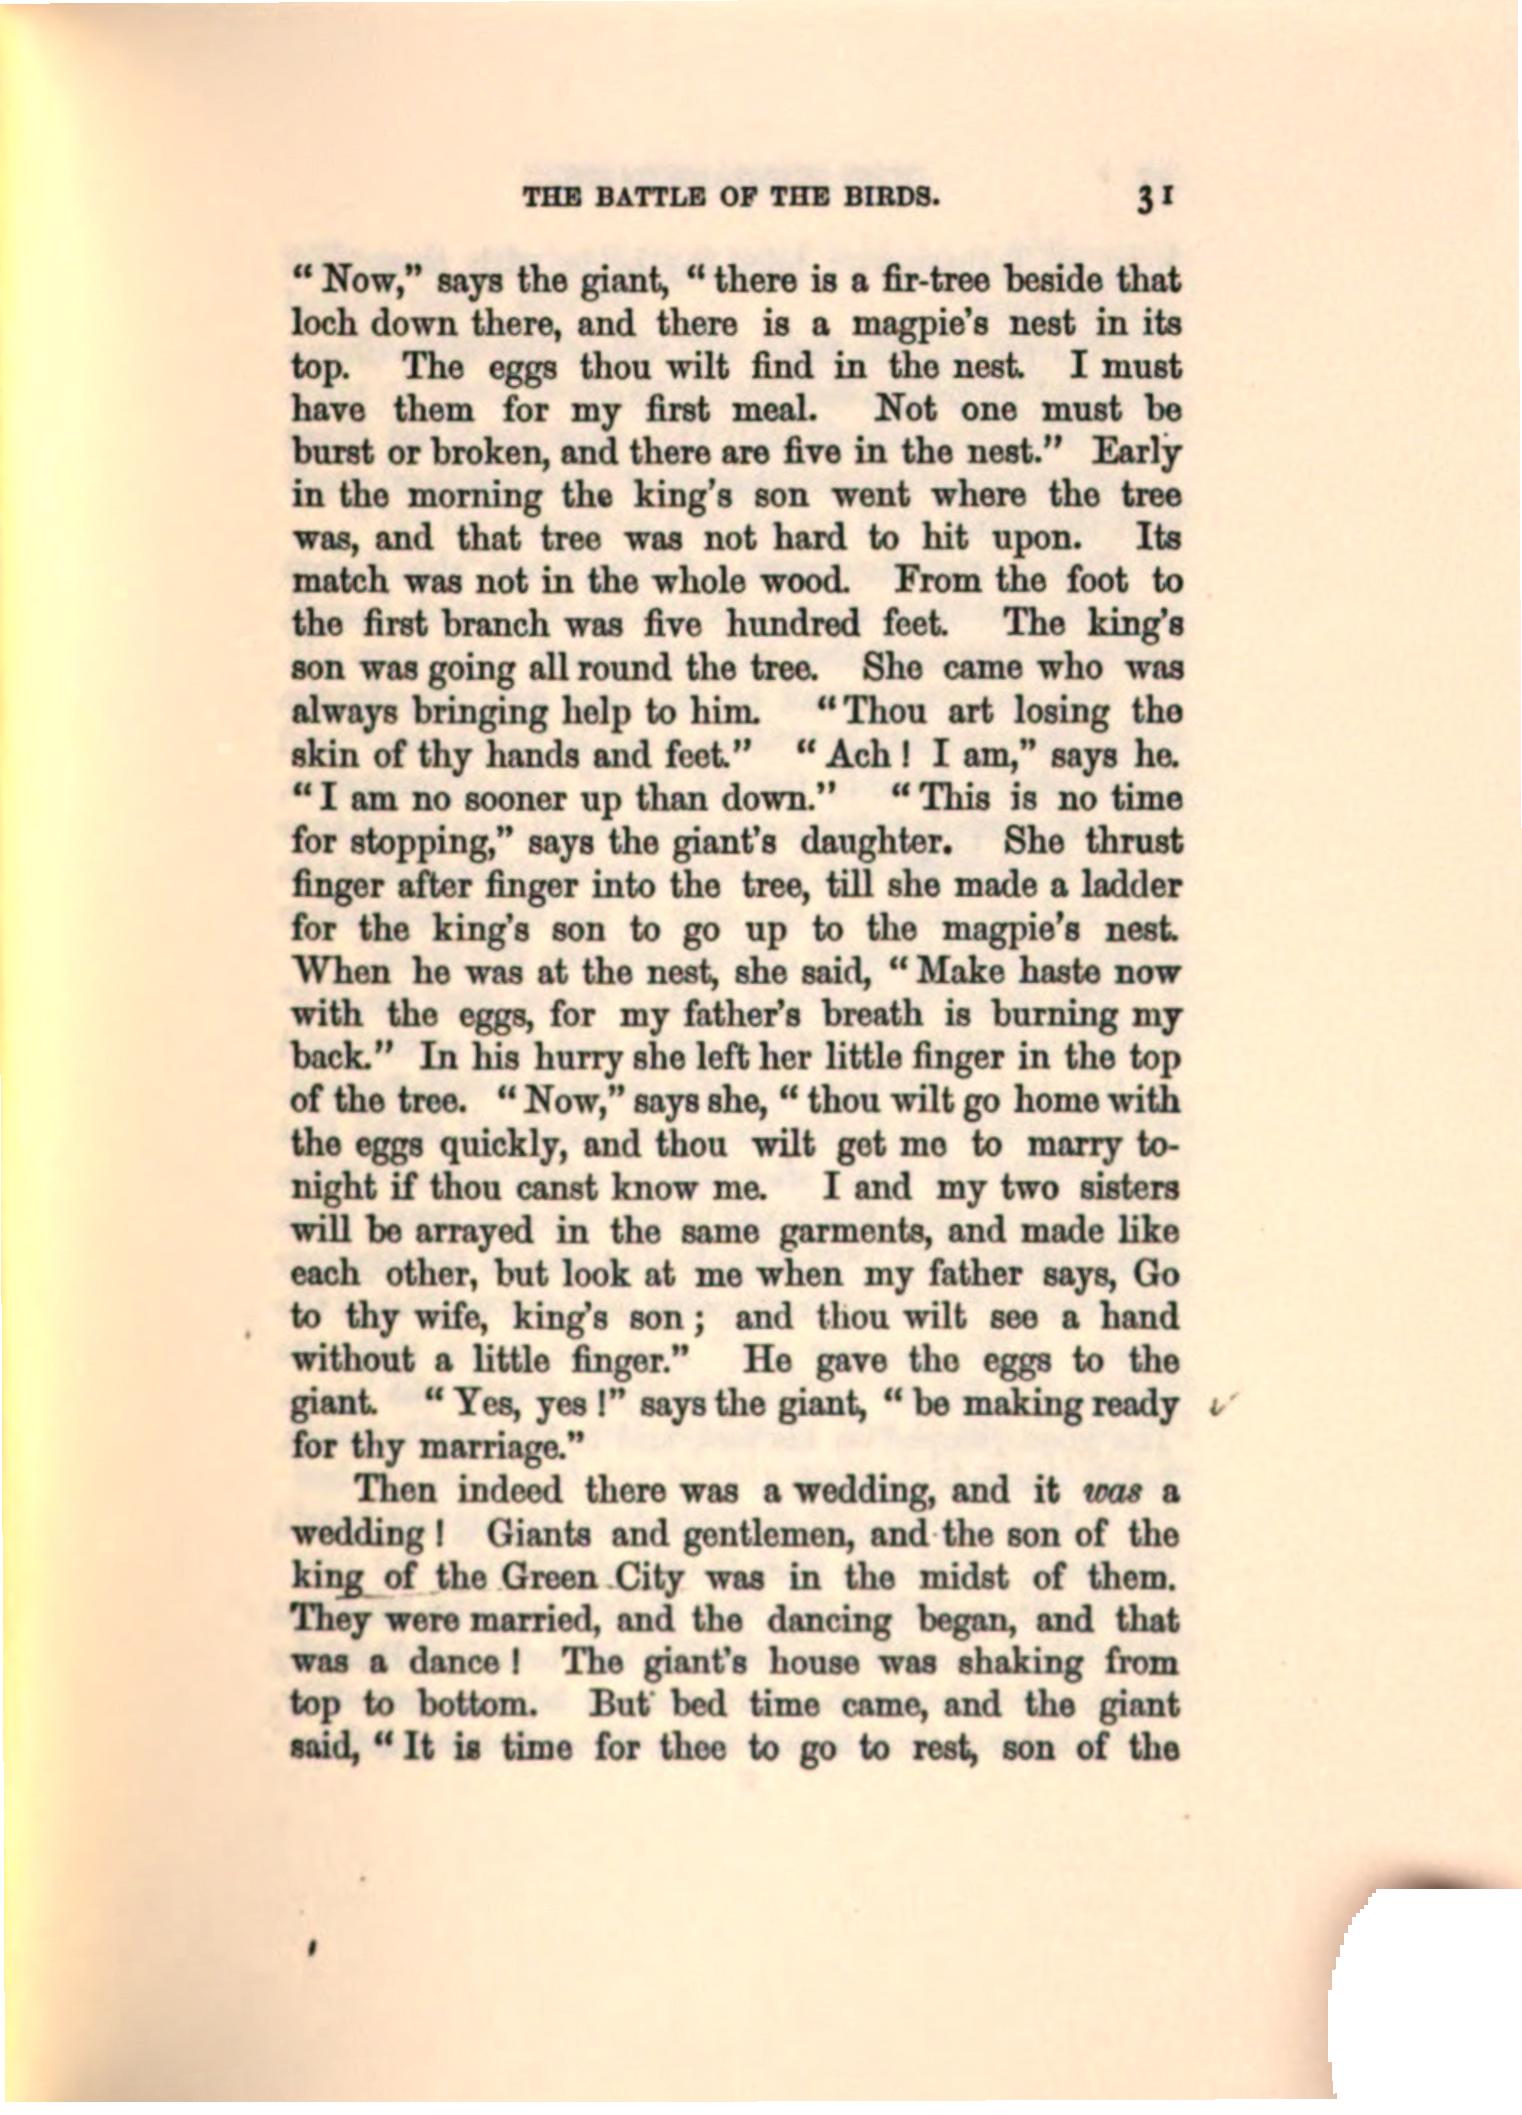 THE BATTLE OF THE BIRDS. 31
“Now,” says the giant, “there is a fir-tree beside that
loch down there, and there is a magpie's nest in its
top. The eggs thou wilt find in the nest. I must
have them for my first meal. Not one must be
burst or broken, and there are five in the nest.” Early
in the morning the king's son went where the tree
was, and that tree was not hard to hit upon. Its
match was not in the whole wood. From the foot to
the first branch was five hundred feet. The king's
son was going all round the tree. She came who was
always bringing help to him. “Thou art losing the
skin of thy hands and feet.” “Ach! I am,” says he.
“I am no sooner up than down.” “This is no time
for stopping,” says the giant's daughter. She thrust
finger after finger into the tree, till she made a ladder
for the king's son to go up to the magpie's nest.
When he was at the nest, she said, “Make haste now
with the eggs, for my father's breath is burning my
back.” In his hurry she left her little finger in the top
of the tree. “Now,” says she, “thou wilt go home with
the eggs quickly, and thou wilt get me to marry to-
night if thou canst know me. I and my two sisters
will be arrayed in the same garments, and made like
each other, but look at me when my father says, Go
to thy wife, king's son; and thou wilt see a hand
without a little finger.” He gave the eggs to the
giant. “Yes, yes!” says the giant, “be making ready
for thy marriage.”
Then indeed there was a wedding, and it was a
wedding! Giants and gentlemen, and the son of the
king of the Green City was in the midst of them.
They were married, and the dancing began, and that
was a dance! The giant's house was shaking from
top to bottom. But bed time came, and the giant
said, “It is time for thee to go to rest, son of the